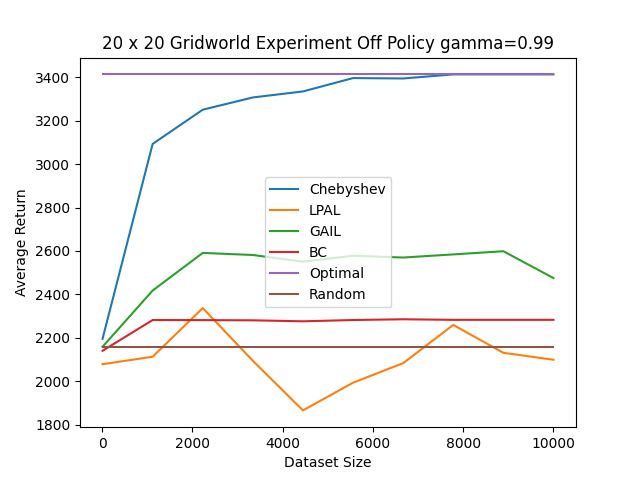 20 x 20 Gridworld Experiment Off Policy gamma=0.99
3400
3200
3000
2800
2600
2400
2200
2000
1800
Average Return
Chebyshev
LPAL
GAIL
BC
Optimal
Random
0
2000
4000
6000
8000
10000
Dataset Size